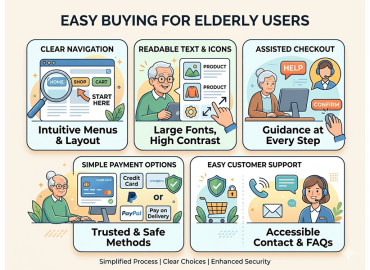 EASY BUYING FOR ELDERLY USERS
CLEAR NAVIGATION
HOME
SHOP
CART
START
HERE
Intuitive Menus
& Layout
READABLE TEXT & ICONS
PRODUCT
PRODUCT
Large Fonts,
High Contrast
ASSISTED CHECKOUT
HELP
CONFIRM
Guidance at
Every Step
SIMPLE PAYMENT OPTIONS
Credit
Card
or
PayPal
Pay on
Delivery
Trusted & Safe
Methods
EASY CUSTOMER SUPPORT
Accessible
Contact & FAQs
Simplified Process | Clear Choices | Enhanced Security